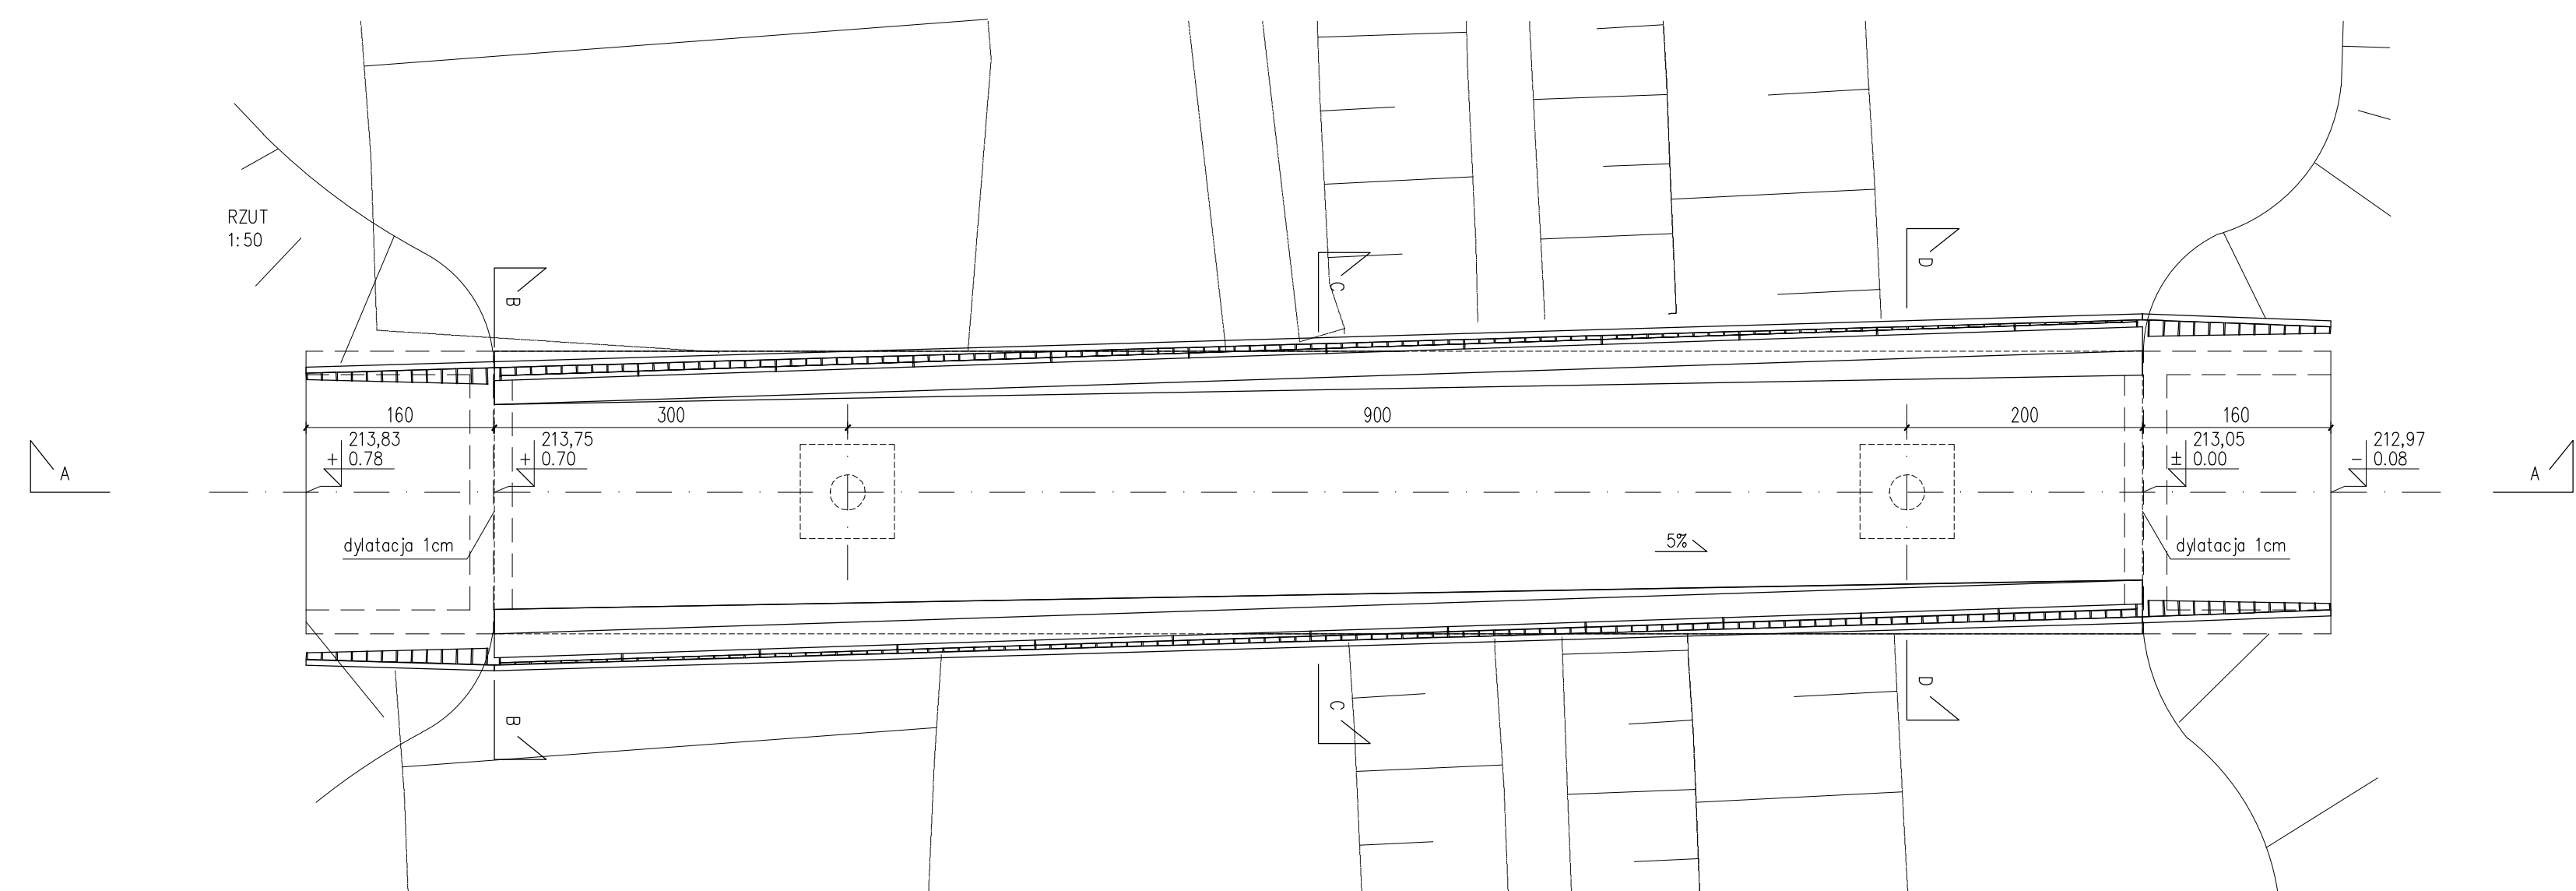 RZUT
1:50
B
C
D
160
300
900
200
160
213,83
+ 0.78
213,75
+ 0.70
213,05
± 0.00
212,97
- 0.08
A
A
dylatacja 1cm
5%
dylatacja 1cm
B
C
D